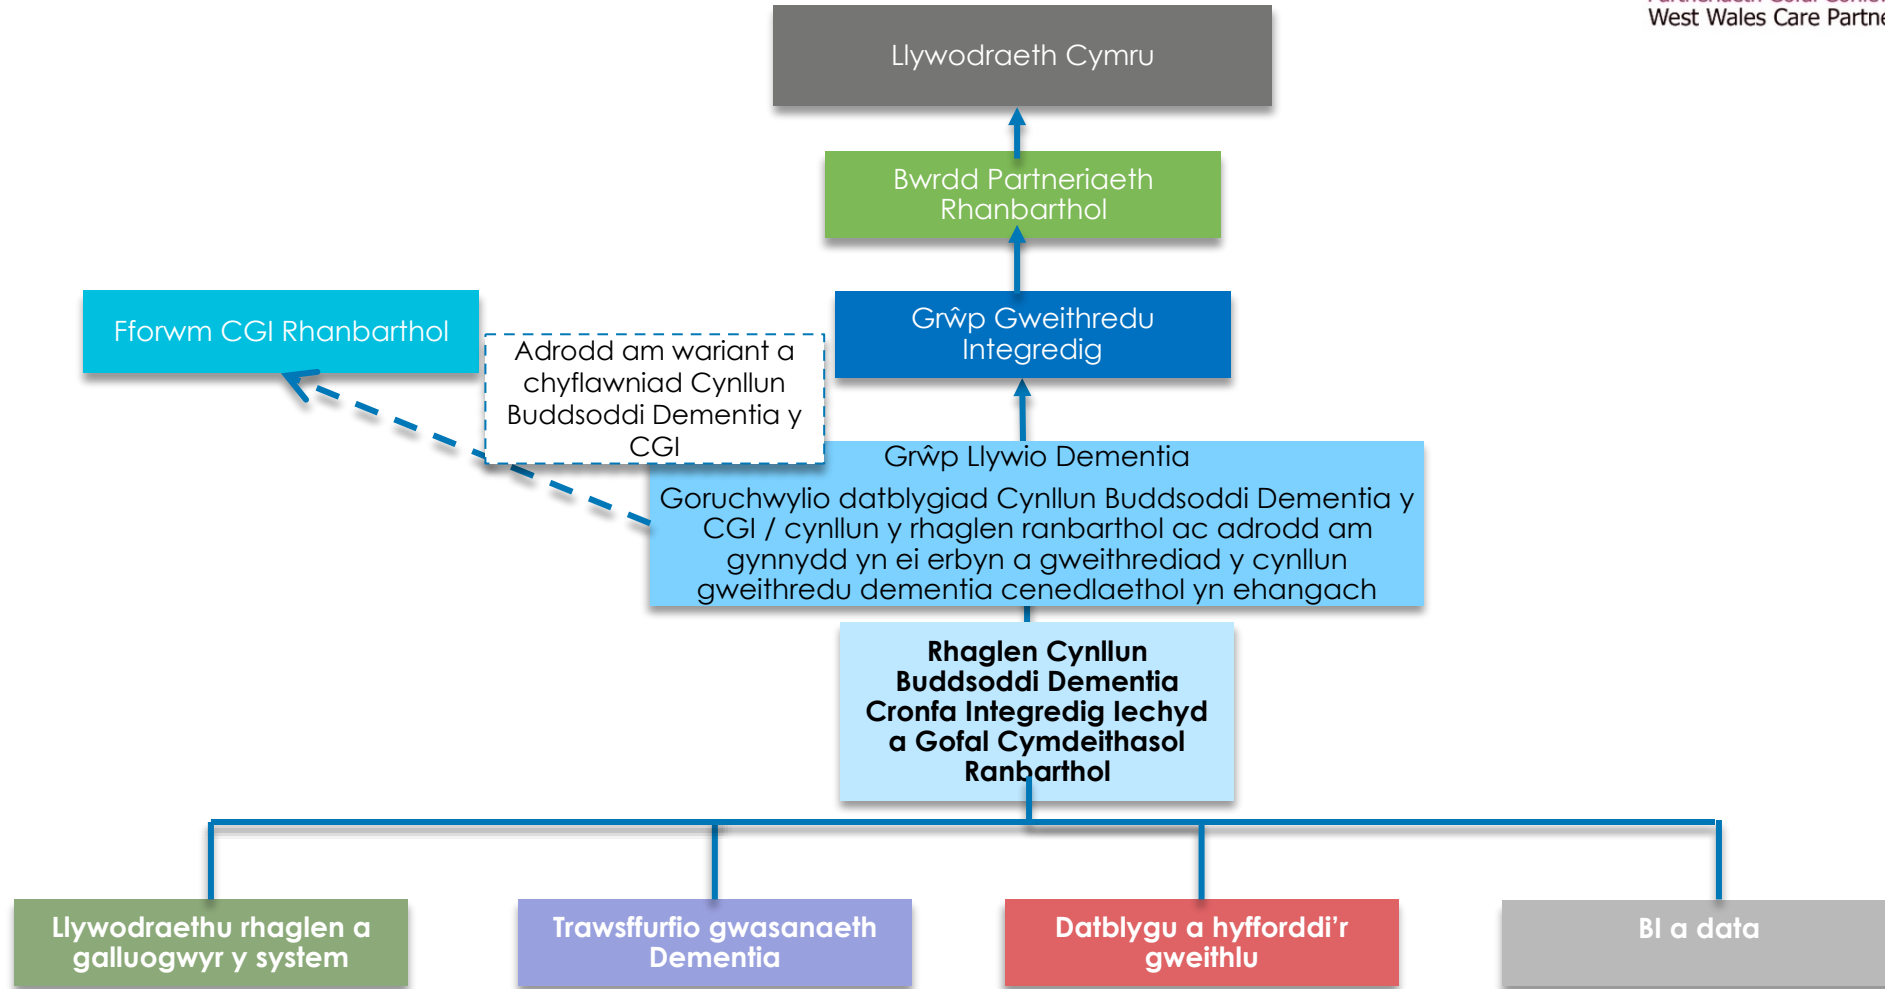 West Wales Care Partne
Llywodraeth Cymru
Bwrdd Partneriaeth
Rhanbarthol
Fforwm CGI Rhanbarthol
Grŵp Gweithredu
Integredig
Adrodd am wariant a
chyflawniad Cynllun
Buddsoddi Dementia y
CGI
Grŵp Llywio Dementia
Goruchwylio datblygiad Cynllun Buddsoddi Dementia y
CGI / cynllun y rhaglen ranbarthol ac adrodd am
gynnydd yn ei erbyn a gweithrediad y cynllun
gweithredu dementia cenedlaethol yn ehangach
Rhaglen Cynllun
Buddsoddi Dementia
Cronfa Integredig Iechyd
a Gofal Cymdeithasol
Ranbarthol
Llywodraethu rhaglen a
galluogwyr y system
Trawsffurfio gwasanaeth
Dementia
Datblygu a hyfforddi’r
gweithlu
BI a data